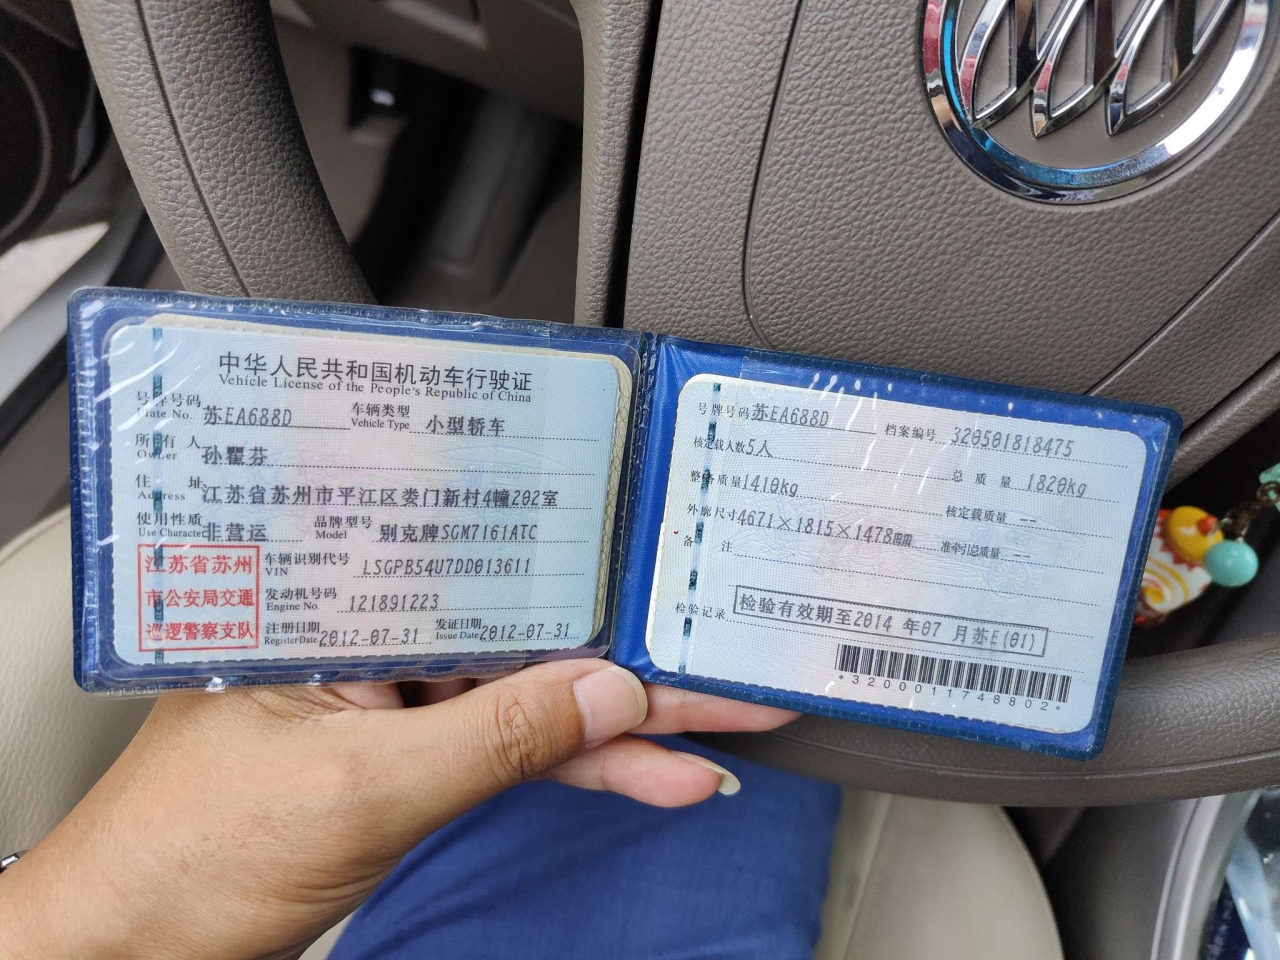 中华人民共和国机动车行驶证
Vehicle License of the People's Republic of China
号牌号码 苏EA688D 车辆类型 小型轿车
Plate No. Vehicle Type
所有人 孙瞿芬
Owner
住址 江苏省苏州市平江区娄门新村4幢202室
Address
使用性质 非营运 品牌型号 别克牌SGM7161ATC
Use Character Model
江苏省苏州
市公安局交通
巡逻警察支队
车辆识别代号 LSGPB54U7DD013611
VIN
发动机号码 121891223
Engine No.
注册日期 2012-07-31 发证日期 2012-07-31
Register Date Issue Date
号牌号码 苏EA688D 档案编号 320501818475
核定载人数 5人 总质量 1820kg
整备质量 1410kg 核定载质量 --
外廓尺寸 4671×1815×1478mm 准牵引总质量 --
备注
检验记录 检验有效期至2014 年07 月苏E(01)
*3200011748802*